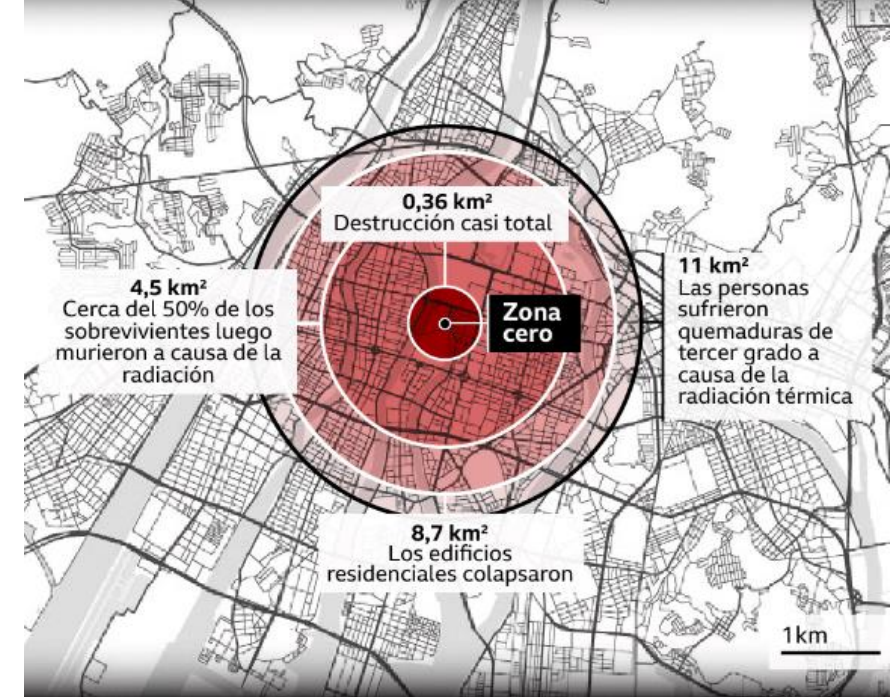 0,36 km²
Destrucción casi total
4,5 km²
Cerca del 50% de los
sobrevivientes luego
murieron a causa de la
radiación
Zona
cero
11 km²
Las personas
sufrieron
quemaduras de
tercer grado a
causa de la
radiación térmica
8,7 km²
Los edificios
residenciales colapsaron
1km